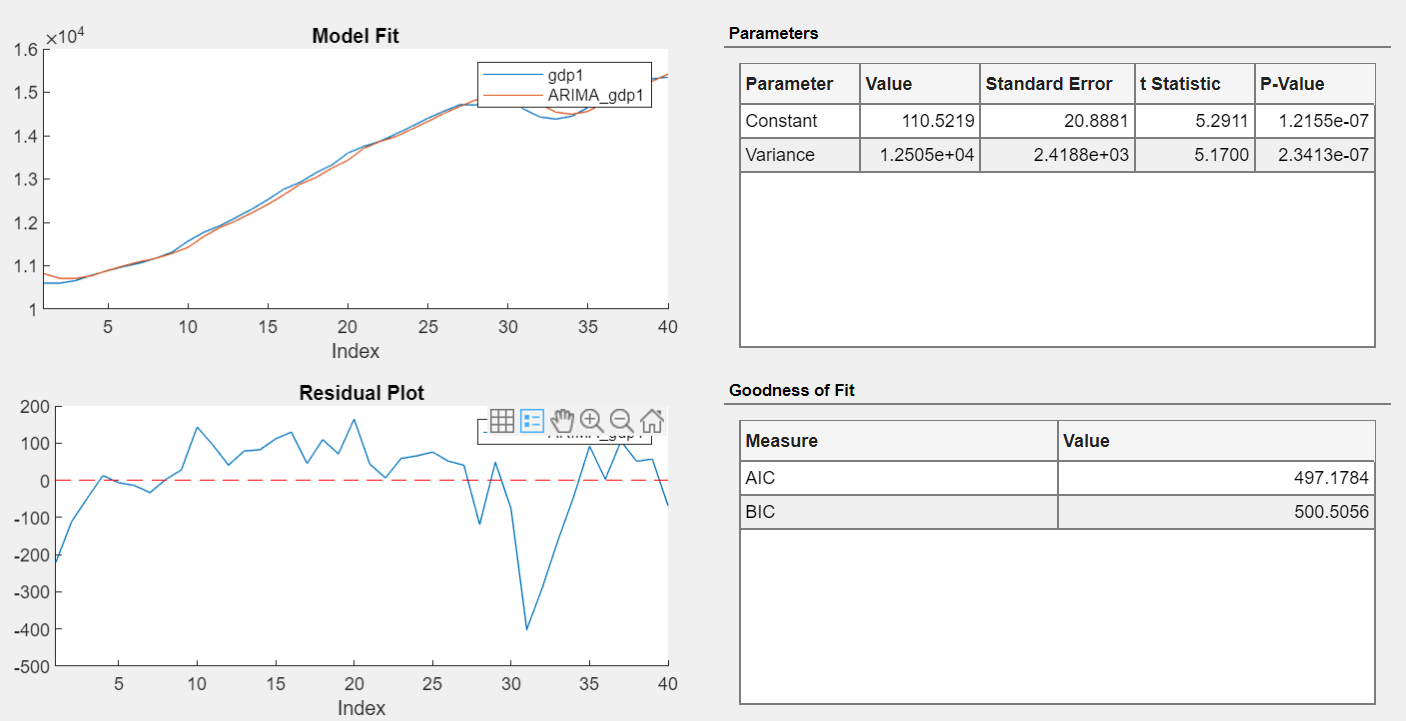 Model Fit
×10⁴
1.6
1.5
1.4
1.3
1.2
1.1
1
gdp1
ARIMA_gdp1
5 10 15 20 25 30 35 40
Index
Residual Plot
200
100
0
-100
-200
-300
-400
-500
ARIMA_gdp1
5 10 15 20 25 30 35 40
Index
Parameters
Parameter Value Standard Error t Statistic P-Value
Constant 110.5219 20.8881 5.2911 1.2155e-07
Variance 1.2505e+04 2.4188e+03 5.1700 2.3413e-07
Goodness of Fit
Measure Value
AIC 497.1784
BIC 500.5056